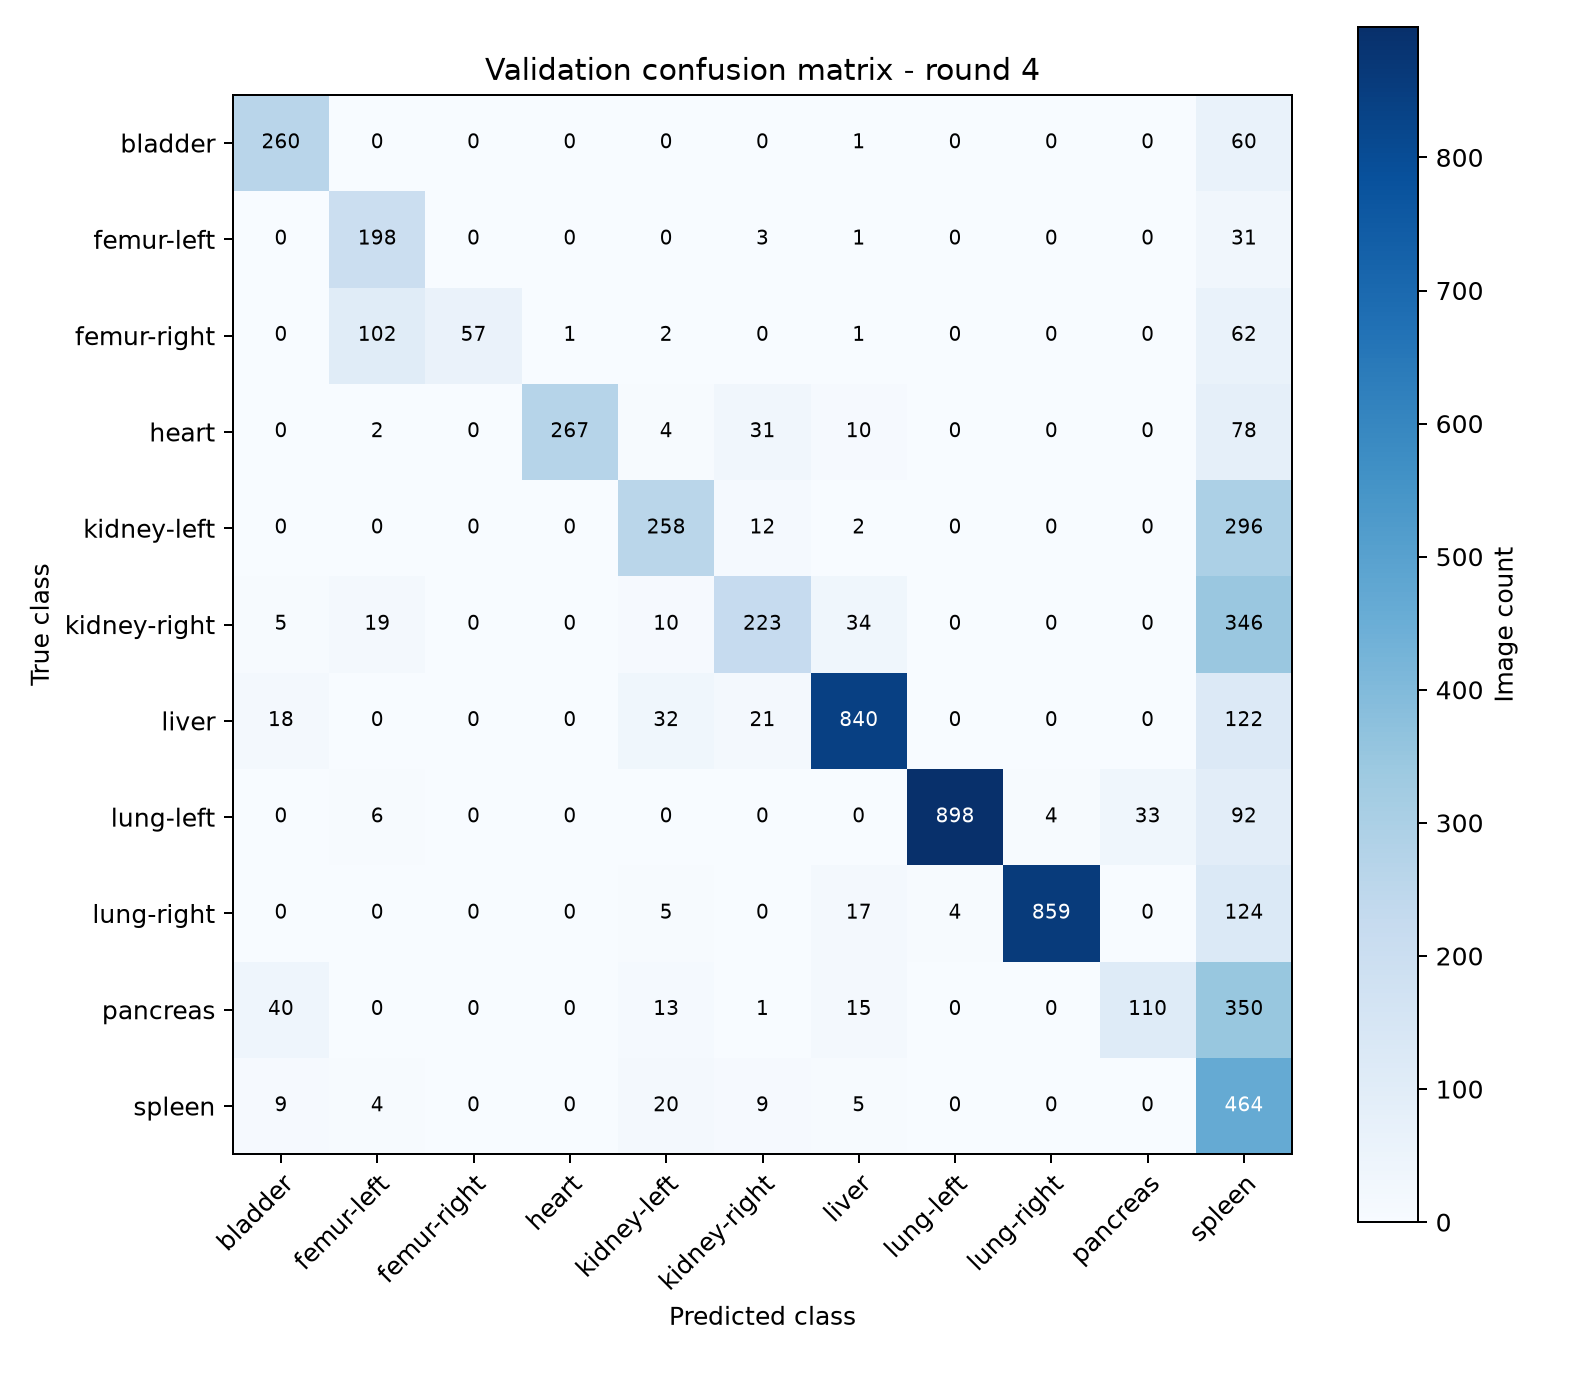 Validation confusion matrix - round 4
True class
bladder 260 0 0 0 0 0 1 0 0 0 60
femur-left 0 198 0 0 0 3 1 0 0 0 31
femur-right 0 102 57 1 2 0 1 0 0 0 62
heart 0 2 0 267 4 31 10 0 0 0 78
kidney-left 0 0 0 0 258 12 2 0 0 0 296
kidney-right 5 19 0 0 10 223 34 0 0 0 346
liver 18 0 0 0 32 21 840 0 0 0 122
lung-left 0 6 0 0 0 0 0 898 4 33 92
lung-right 0 0 0 0 5 0 17 4 859 0 124
pancreas 40 0 0 0 13 1 15 0 0 110 350
spleen 9 4 0 0 20 9 5 0 0 0 464
bladder femur-left femur-right heart kidney-left kidney-right liver lung-left lung-right pancreas spleen
Predicted class
800
700
600
500
400
300
200
100
0
Image count